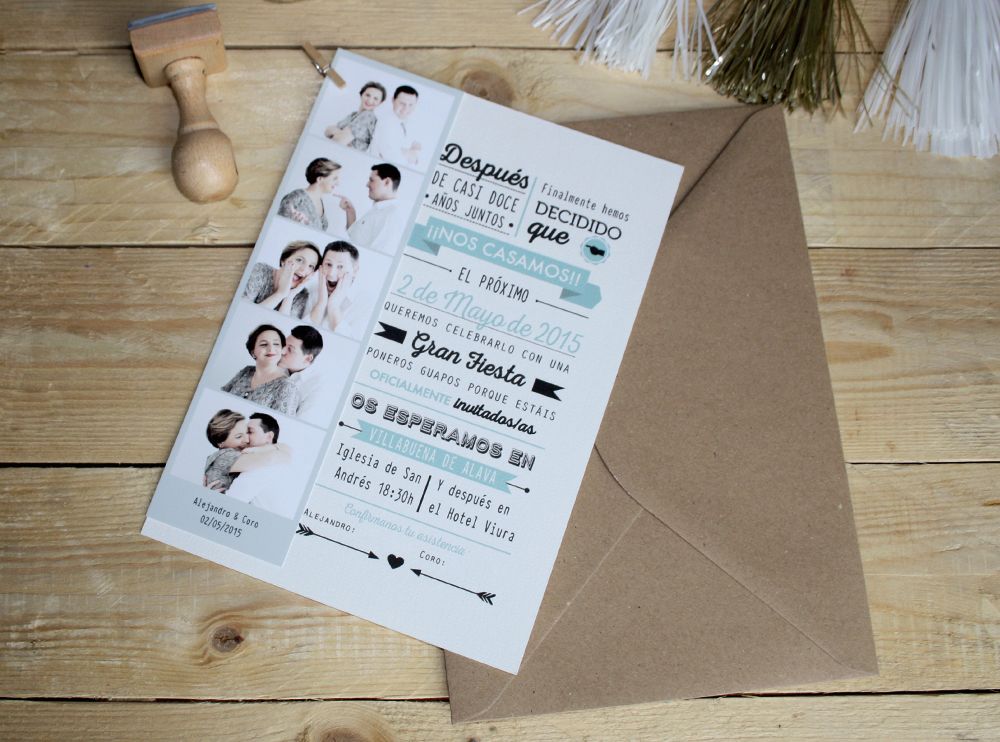 Después
DE CASI DOCE
AÑOS JUNTOS.
Finalmente hemos
DECIDIDO
que
¡¡NOS CASAMOS!!
EL PRÓXIMO
2 de Mayo de 2015
QUEREMOS CELEBRARLO CON UNA
Gran Fiesta
PONEROS GUAPOS PORQUE ESTÁIS
OFICIALMENTE invitados/as
OS ESPERAMOS EN
VILLABUENA DE ALAVA
Iglesia de San
Andrés 18:30h
Y después en
el Hotel Viura
Confírmanos tu asistencia
ALEJANDRO:
CORO:
Alejandro & Coro
02/05/2015